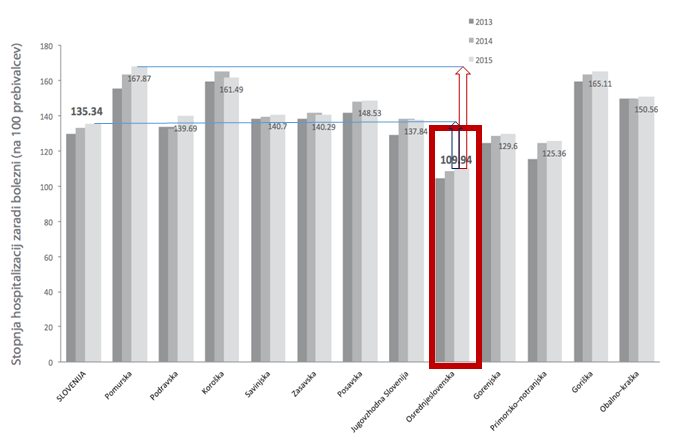 2013
2014
2015
Stopnja hospitalizacij zaradi bolezni (na 100 prebivalcev)
180
160
140
120
100
80
60
40
20
0
135.34
167.87
139.69
161.49
140.7
140.29
148.53
137.84
109.94
129.6
125.36
165.11
150.56
SLOVENIJA
Pomurska
Podravska
Koroška
Savinjska
Zasavska
Posavska
Jugovzhodna Slovenija
Osrednjeslovenska
Gorenjska
Primorsko-notranjska
Goriška
Obalno-kraška